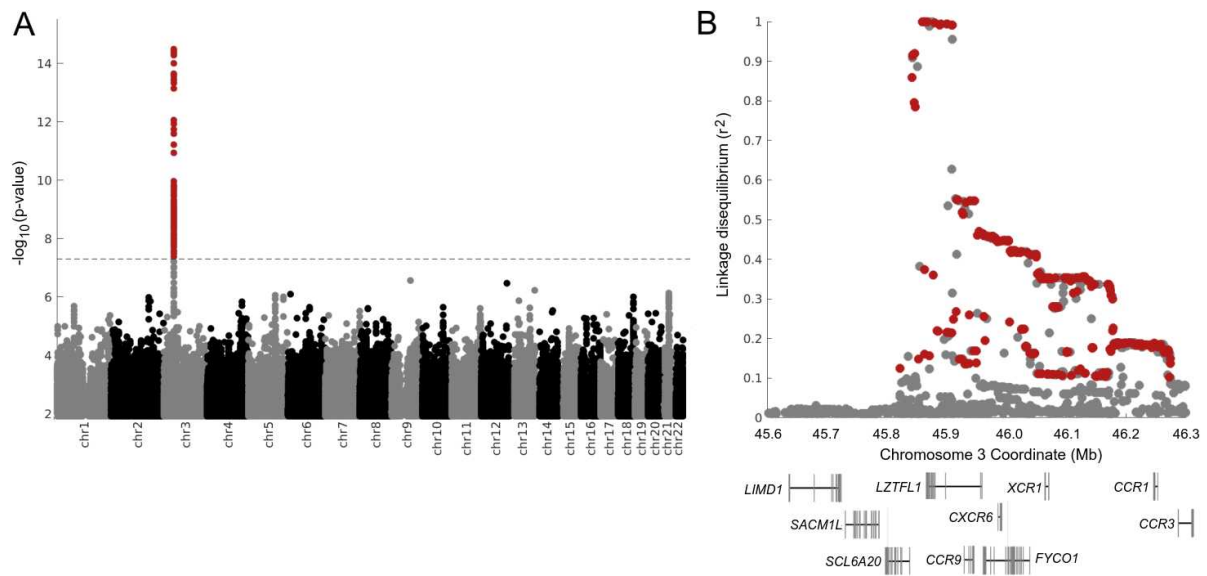 A
-log10(p-value)
14
12
10
8
6
4
2
chr1
chr2
chr3
chr4
chr5
chr6
chr7
chr8
chr9
chr10
chr11
chr12
chr13
chr14
chr15
chr16
chr17
chr18
chr19
chr20
chr21
chr22
B
Linkage disequilibrium (r²)
1
0.9
0.8
0.7
0.6
0.5
0.4
0.3
0.2
0.1
0
45.6 45.7 45.8 45.9 46.0 46.1 46.2 46.3
Chromosome 3 Coordinate (Mb)
LIMD1 LZTFL1 XCR1 CCR1
SACM1L CXCR6 CCR3
SCL6A20 CCR9 FYCO1